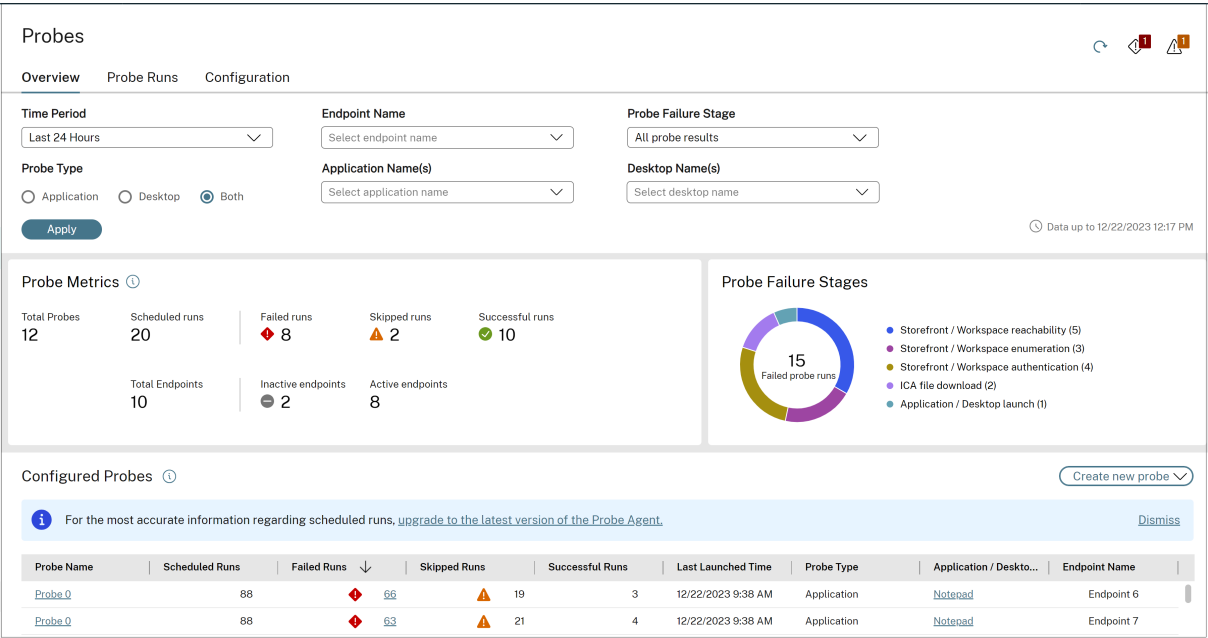 Probes
1
1
Overview Probe Runs Configuration
Time Period Endpoint Name Probe Failure Stage
Last 24 Hours Select endpoint name All probe results
Probe Type Application Name(s) Desktop Name(s)
Application Desktop Both Select application name Select desktop name
Apply Data up to 12/22/2023 12:17 PM
Probe Metrics
Total Probes Scheduled runs Failed runs Skipped runs Successful runs
12 20 8 2 10
Total Endpoints Inactive endpoints Active endpoints
10 2 8
Probe Failure Stages
15
Failed probe runs
Storefront / Workspace reachability (5)
Storefront / Workspace enumeration (3)
Storefront / Workspace authentication (4)
ICA file download (2)
Application / Desktop launch (1)
Configured Probes Create new probe
For the most accurate information regarding scheduled runs, upgrade to the latest version of the Probe Agent. Dismiss
Probe Name Scheduled Runs Failed Runs Skipped Runs Successful Runs Last Launched Time Probe Type Application / Deskto... Endpoint Name
Probe 0 88 66 19 3 12/22/2023 9:38 AM Application Notepad Endpoint 6
Probe 0 88 63 21 4 12/22/2023 9:38 AM Application Notepad Endpoint 7